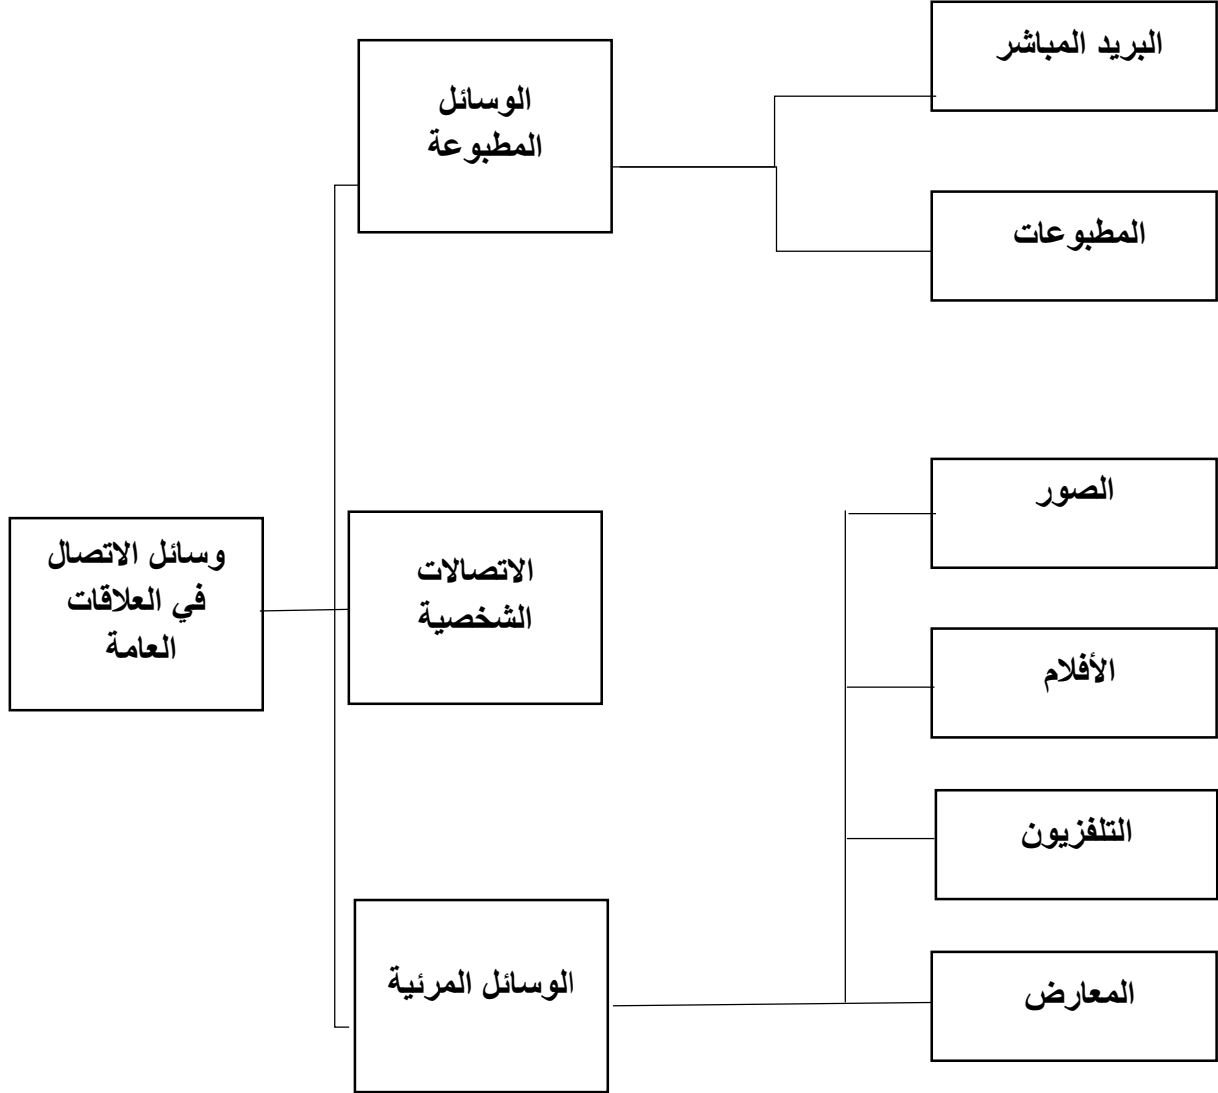 البريد المباشر
الوسائل
المطبوعة
المطبوعات
الصور
وسائل الاتصال
في العلاقات
العامة
الاتصالات
الشخصية
الأفلام
التلفزيون
الوسائل المرئية
المعارض